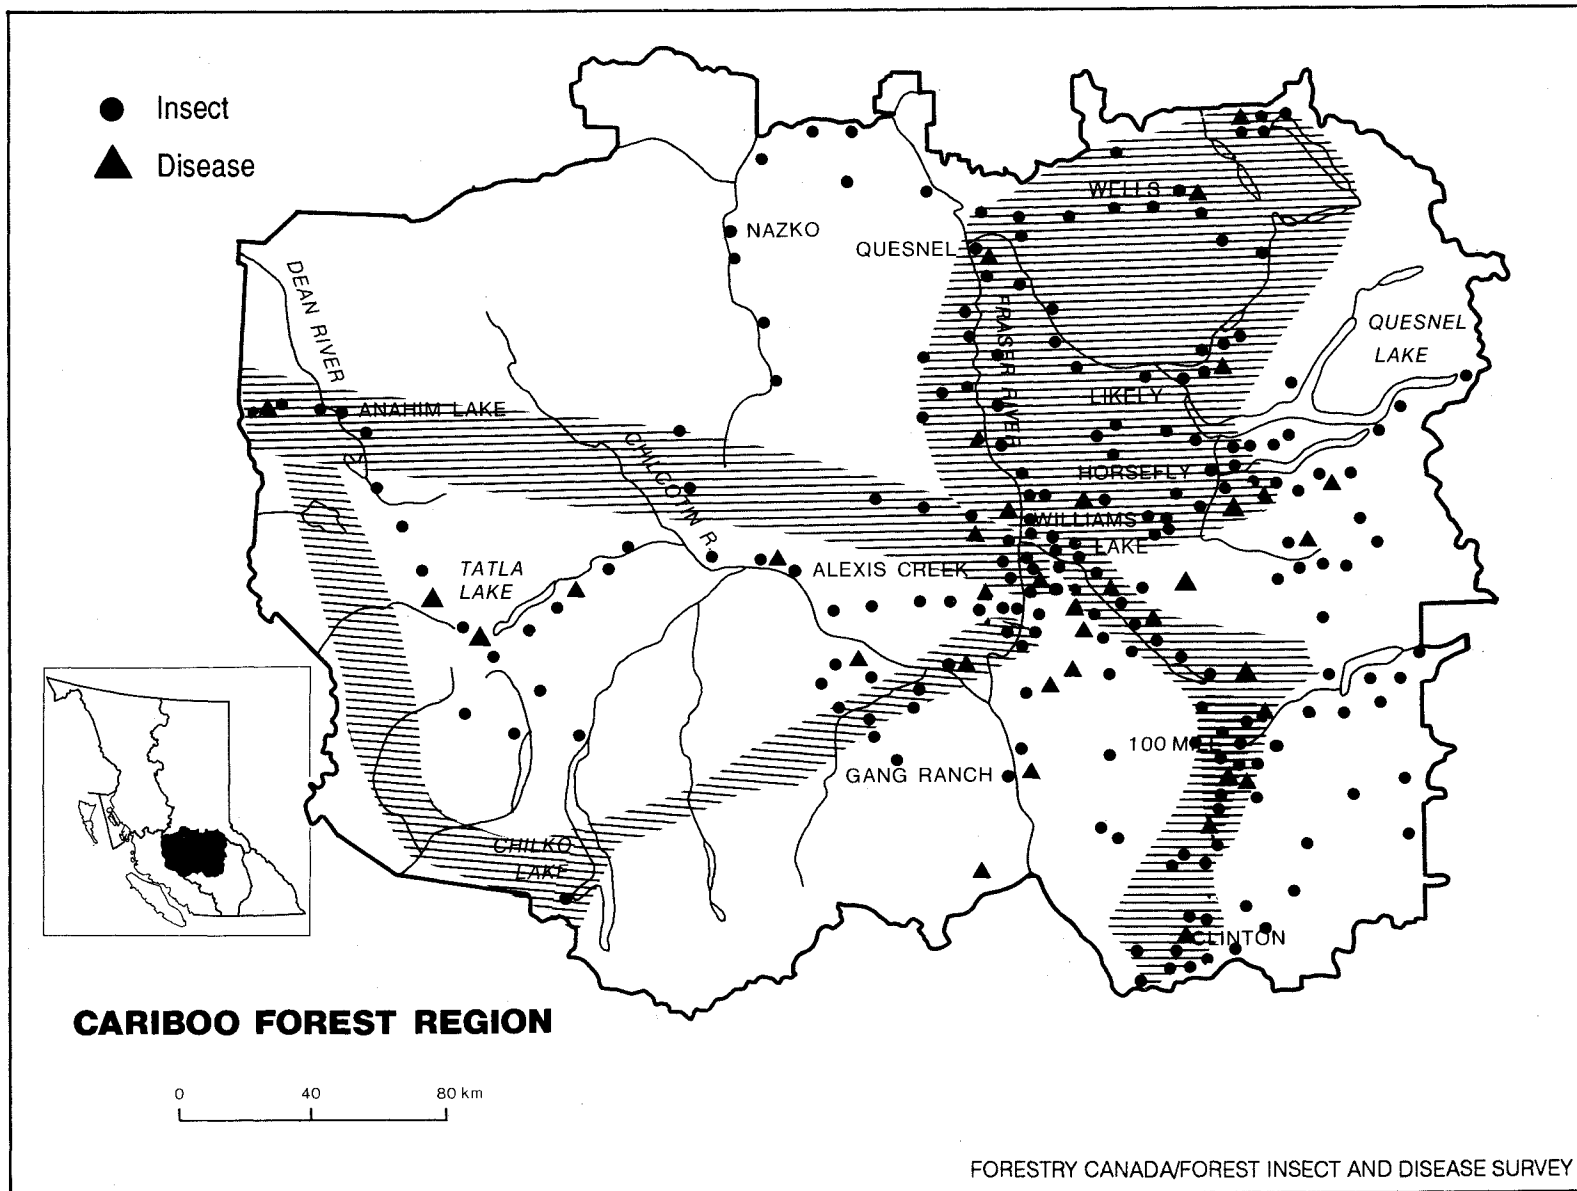 Insect
Disease
WELLS
NAZKO
QUESNEL
DEAN RIVER
FRASER RIVER
QUESNEL
LAKE
LIKELY
ANAHIM LAKE
CHILCOTIN R.
HORSEFLY
WILLIAMS
LAKE
TATLA
LAKE
ALEXIS CREEK
100 MILE
GANG RANCH
CHILKO
LAKE
CLINTON
CARIBOO FOREST REGION
0 40 80 km
FORESTRY CANADA/FOREST INSECT AND DISEASE SURVEY